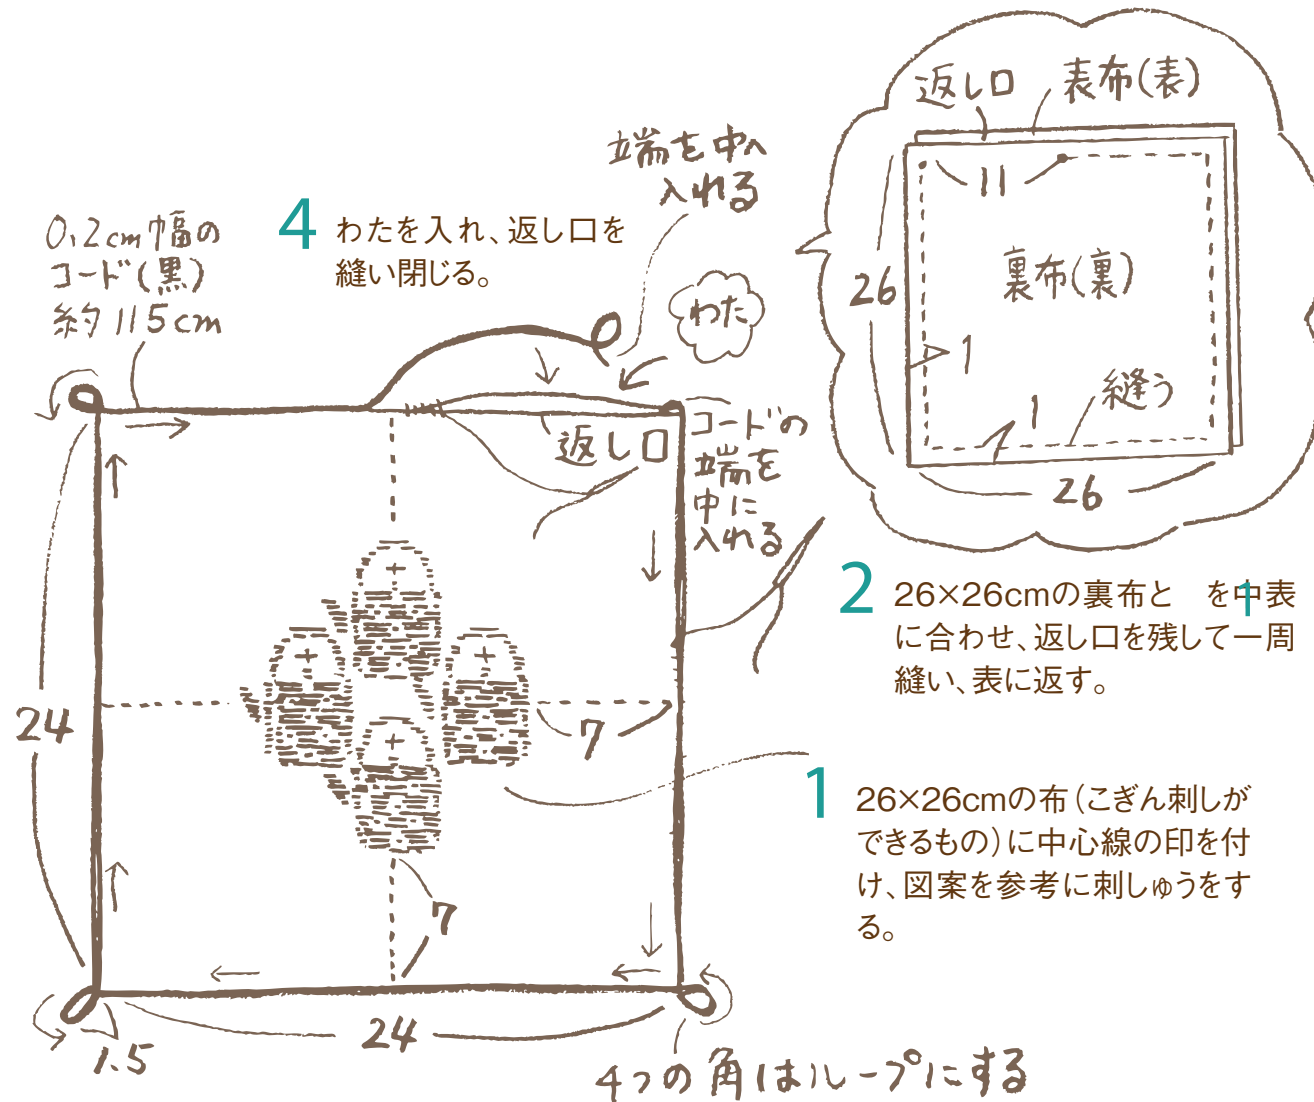 返し口
表布(表)
11
裏布(裏)
26
1
縫う
1
26
端を中へ
入れる
0.2cm幅の
コード(黒)
約115cm
4 わたを入れ、返し口を
縫い閉じる。
わた
返し口
コードの
端を
中に
入れる
2 26×26cmの裏布と 1を中表
に合わせ、返し口を残して一周
縫い、表に返す。
24
7
1 26×26cmの布（こぎん刺しが
できるもの）に中心線の印を付
け、図案を参考に刺しゅうをす
る。
7
24
1.5
4つの角はループにする